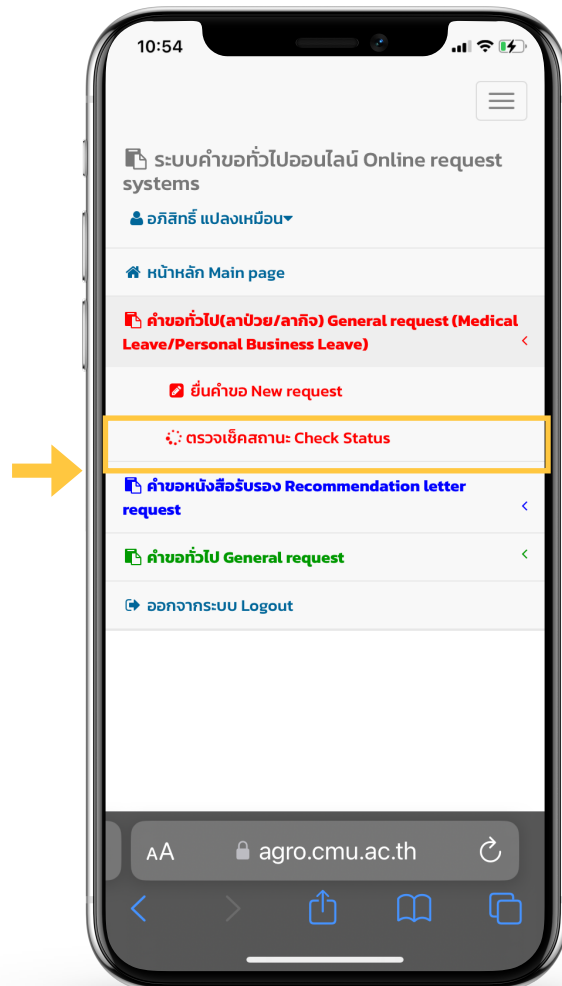 10:54
ระบบคำขอทั่วไปออนไลน์ Online request
systems
อภิสิทธิ์ แปลงเหมือน
หน้าหลัก Main page
คำขอทั่วไป(ลาป่วย/ลากิจ) General request (Medical
Leave/Personal Business Leave)
ยื่นคำขอ New request
ตรวจเช็คสถานะ Check Status
คำขอหนังสือรับรอง Recommendation letter
request
คำขอทั่วไป General request
ออกจากระบบ Logout
AA agro.cmu.ac.th